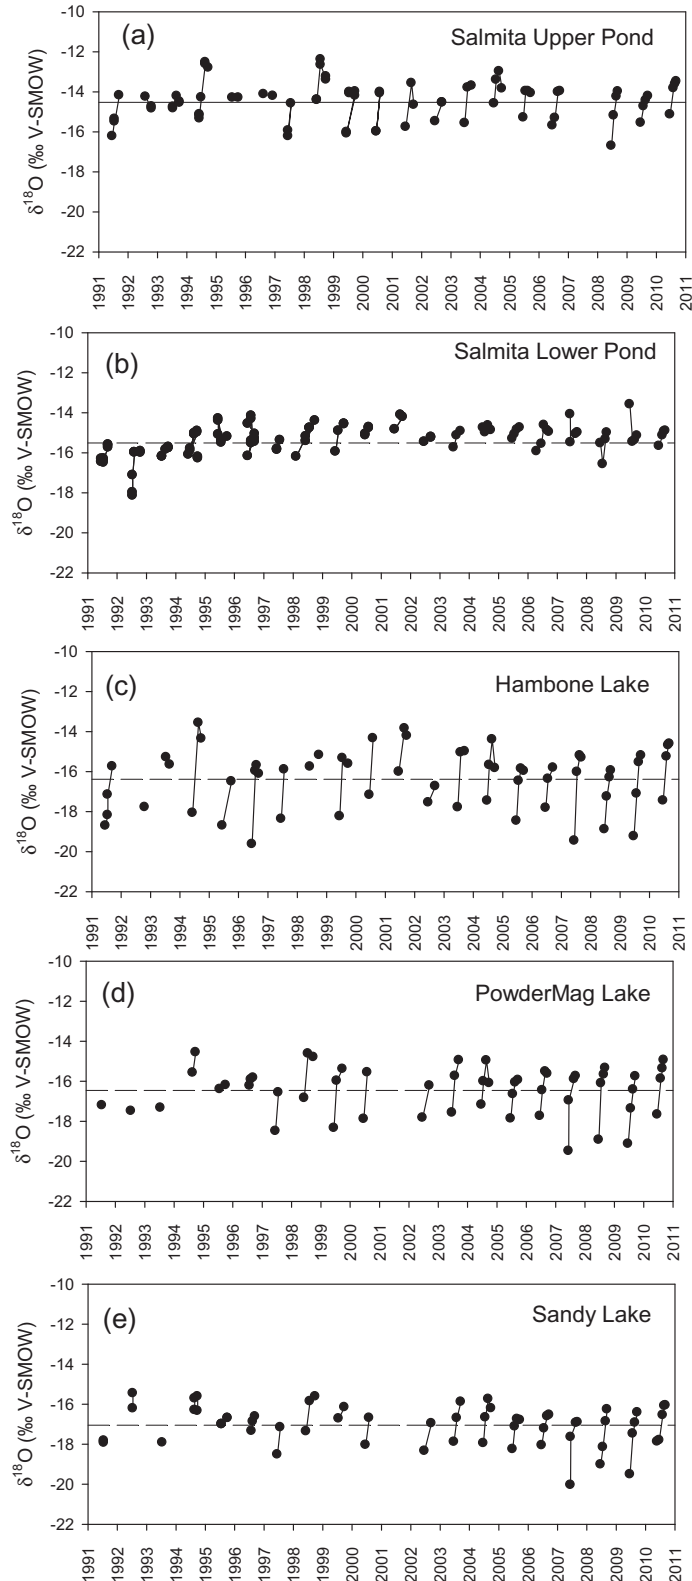 (a) Salmita Upper Pond
δ18O (‰ V-SMOW)
-10
-12
-14
-16
-18
-20
-22
1991 1992 1993 1994 1995 1996 1997 1998 1999 2000 2001 2002 2003 2004 2005 2006 2007 2008 2009 2010 2011
(b) Salmita Lower Pond
δ18O (‰ V-SMOW)
-10
-12
-14
-16
-18
-20
-22
1991 1992 1993 1994 1995 1996 1997 1998 1999 2000 2001 2002 2003 2004 2005 2006 2007 2008 2009 2010 2011
(c) Hambone Lake
δ18O (‰ V-SMOW)
-10
-12
-14
-16
-18
-20
-22
1991 1992 1993 1994 1995 1996 1997 1998 1999 2000 2001 2002 2003 2004 2005 2006 2007 2008 2009 2010 2011
(d) PowderMag Lake
δ18O (‰ V-SMOW)
-10
-12
-14
-16
-18
-20
-22
1991 1992 1993 1994 1995 1996 1997 1998 1999 2000 2001 2002 2003 2004 2005 2006 2007 2008 2009 2010 2011
(e) Sandy Lake
δ18O (‰ V-SMOW)
-10
-12
-14
-16
-18
-20
-22
1991 1992 1993 1994 1995 1996 1997 1998 1999 2000 2001 2002 2003 2004 2005 2006 2007 2008 2009 2010 2011